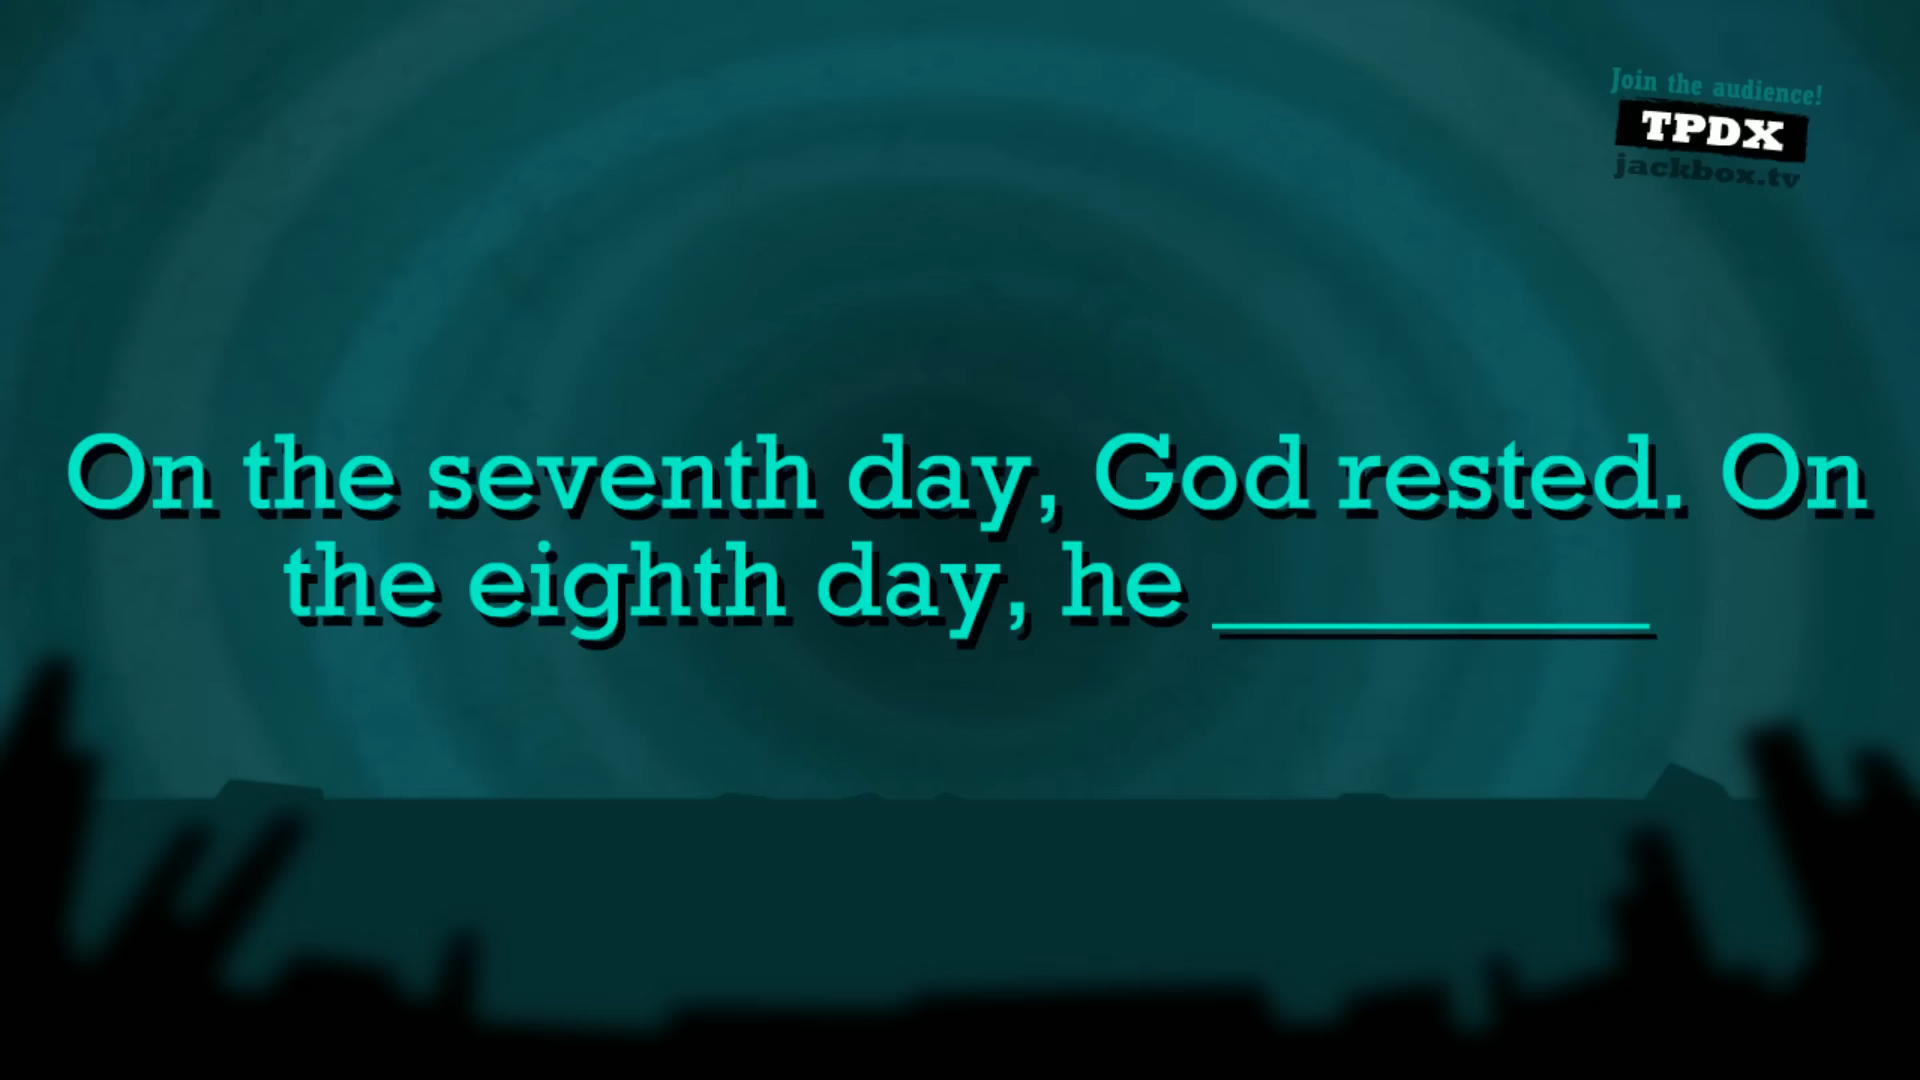 Join the audience!
TPDX
jackbox.tv
On the seventh day, God rested. On
the eighth day, he ________